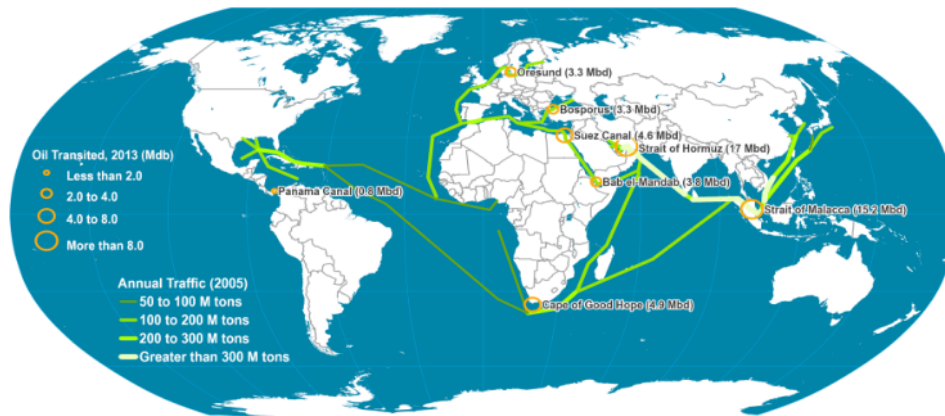 Oresund (3.3 Mbd)
Bosporus (3.3 Mbd)
Suez Canal (4.6 Mbd)
Strait of Hormuz (17 Mbd)
Oil Transited, 2013 (Mdb)
Less than 2.0
2.0 to 4.0
4.0 to 8.0
More than 8.0
Panama Canal (0.8 Mbd)
Bab el-Mandab (3.8 Mbd)
Strait of Malacca (15.2 Mbd)
Annual Traffic (2005)
50 to 100 M tons
100 to 200 M tons
200 to 300 M tons
Greater than 300 M tons
Cape of Good Hope (4.9 Mbd)